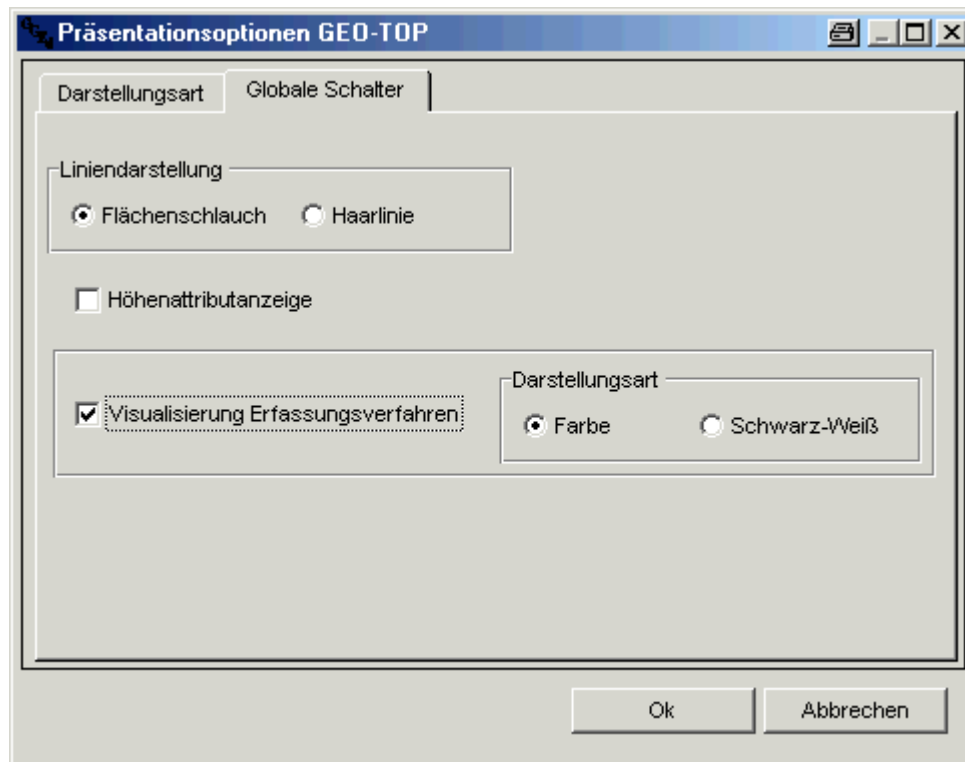 Präsentationsoptionen GEO-TOP
Darstellungsart Globale Schalter
Liniendarstellung
Flächenschlauch Haarlinie
Höhenattributanzeige
Darstellungsart
Visualisierung Erfassungsverfahren Farbe Schwarz-Weiß
Ok Abbrechen